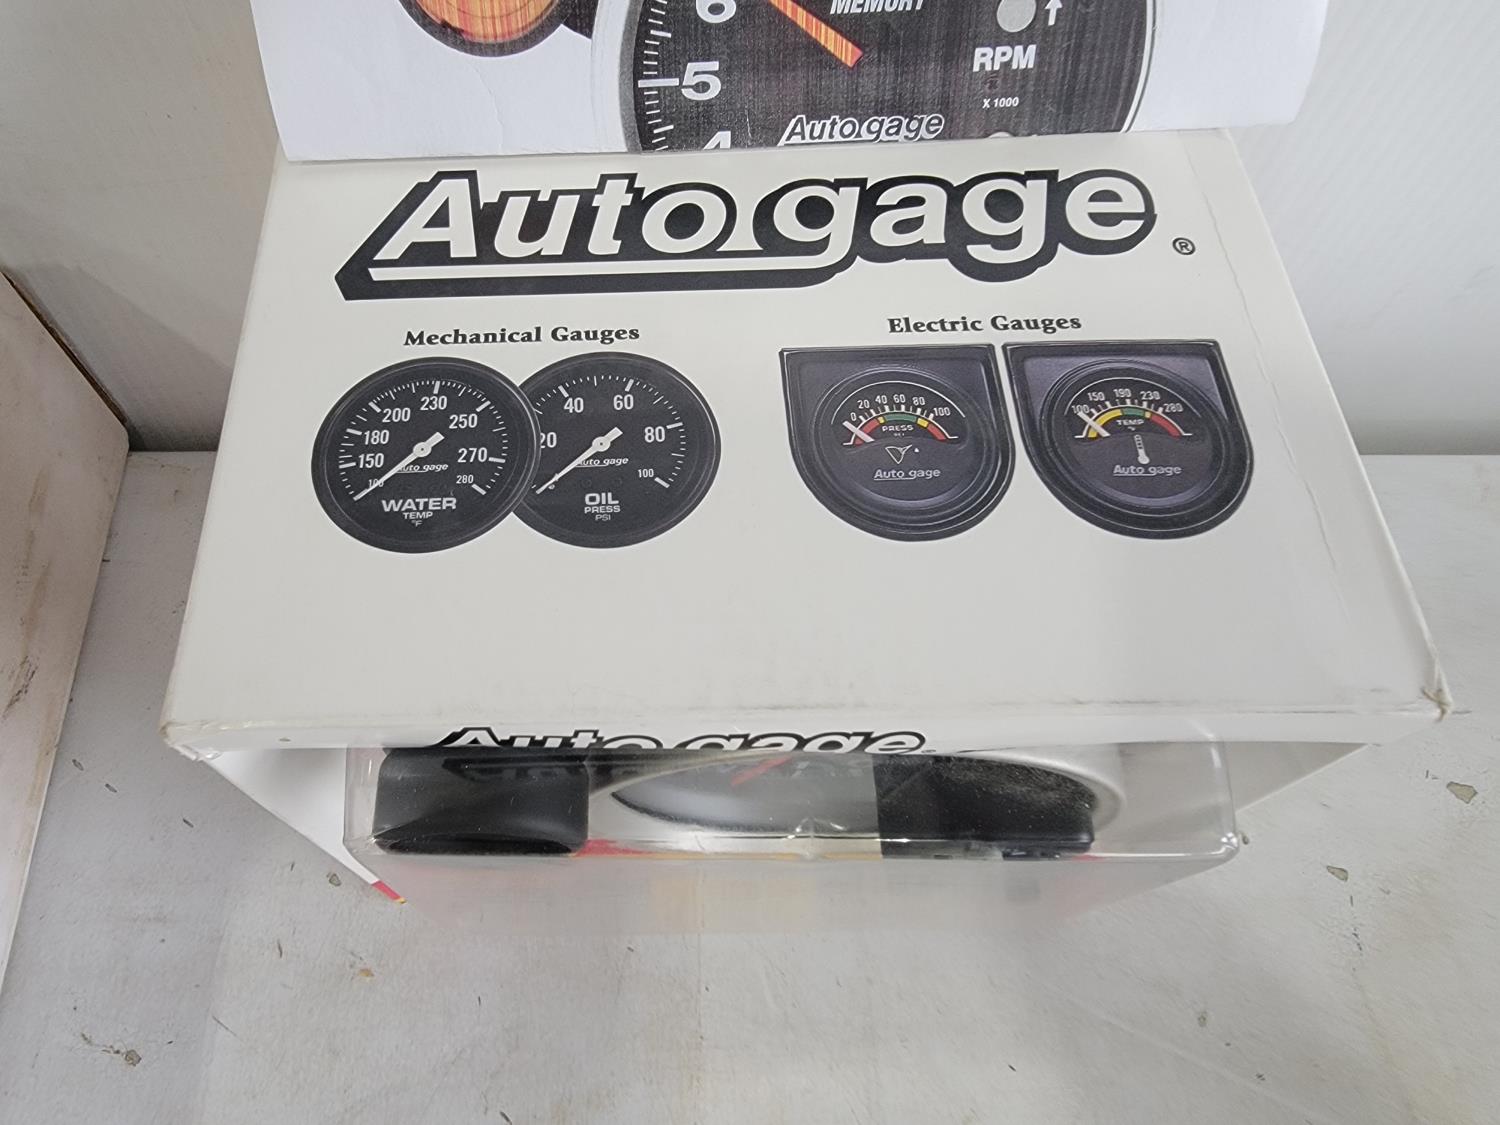 6
MEMORY
5
RPM
X 1000
4
Auto gage
Auto gage ®
Mechanical Gauges
Electric Gauges
100 150 180 200 230 250 270 280
Auto gage
WATER
TEMP
°F
20 40 60 80 100
Auto gage
OIL
PRESS
PSI
0 20 40 60 80 100
PRESS
Auto gage
100 150 190 230 280
TEMP
°F
Auto gage
Auto gage